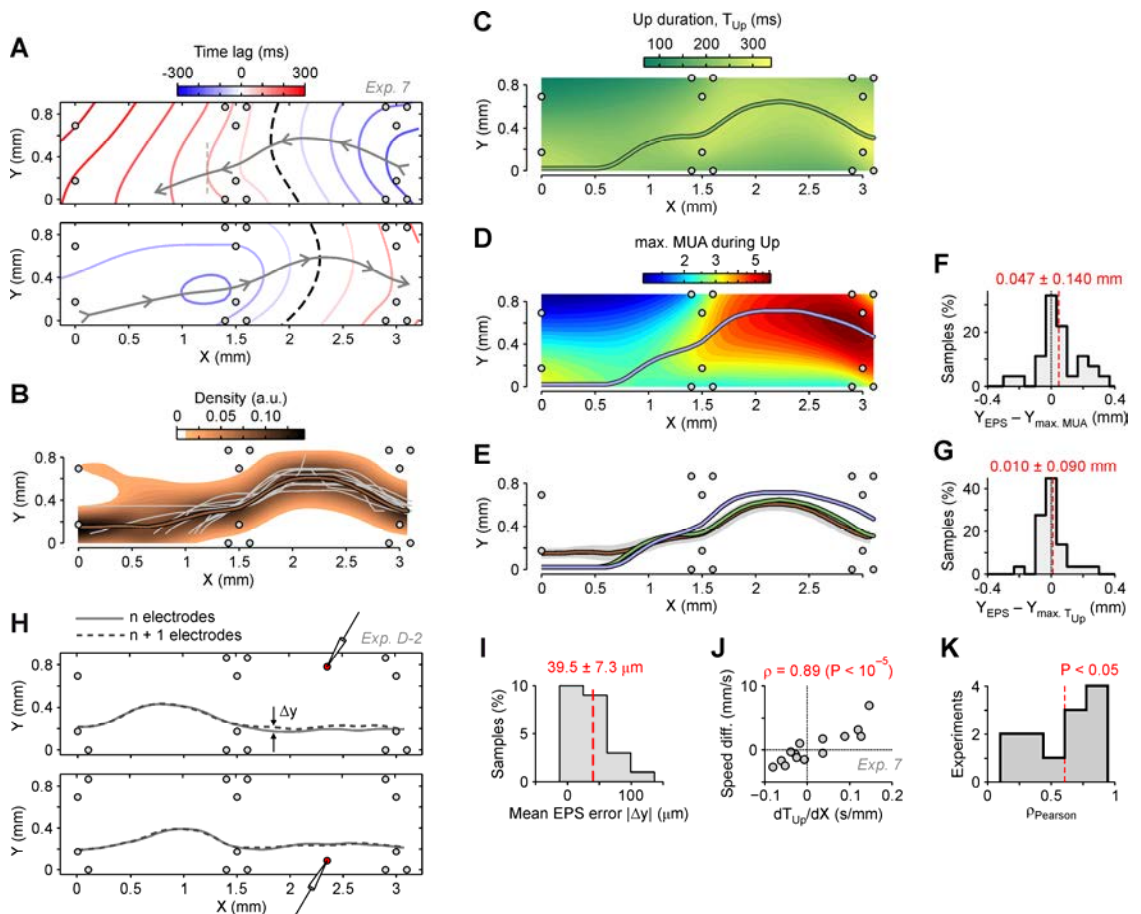 A
Time lag (ms)
-300 0 300
Exp. 7
Y (mm)
0.8
0.4
0
Y (mm)
0.8
0.4
0
0 0.5 1 1.5 2 2.5 3
X (mm)
B
Density (a.u.)
0 0.05 0.10
Y (mm)
0.8
0.4
0
0 0.5 1 1.5 2 2.5 3
X (mm)
C
Up duration, T_Up (ms)
100 200 300
Y (mm)
0.8
0.4
0
0 0.5 1 1.5 2 2.5 3
X (mm)
D
max. MUA during Up
2 3 5
Y (mm)
0.8
0.4
0
0 0.5 1 1.5 2 2.5 3
X (mm)
E
Y (mm)
0.8
0.4
0
0 0.5 1 1.5 2 2.5 3
X (mm)
F
0.047 ± 0.140 mm
Samples (%)
30
20
10
0
-0.4 0 0.4
Y_EPS – Y_max. MUA (mm)
G
0.010 ± 0.090 mm
Samples (%)
40
20
0
-0.4 0 0.4
Y_EPS – Y_max. T_Up (mm)
H
n electrodes
n + 1 electrodes
Exp. D-2
Y (mm)
0.8
0.4
0
Δy
Y (mm)
0.8
0.4
0
0 0.5 1 1.5 2 2.5 3
X (mm)
I
39.5 ± 7.3 μm
Samples (%)
10
5
0
0 100
Mean EPS error |Δy| (μm)
J
ρ = 0.89 (P < 10⁻⁵)
Speed diff. (mm/s)
10
5
0
Exp. 7
-0.1 0 0.1 0.2
dT_Up/dX (s/mm)
K
P < 0.05
Experiments
4
2
0
0 0.5 1
ρ_Pearson